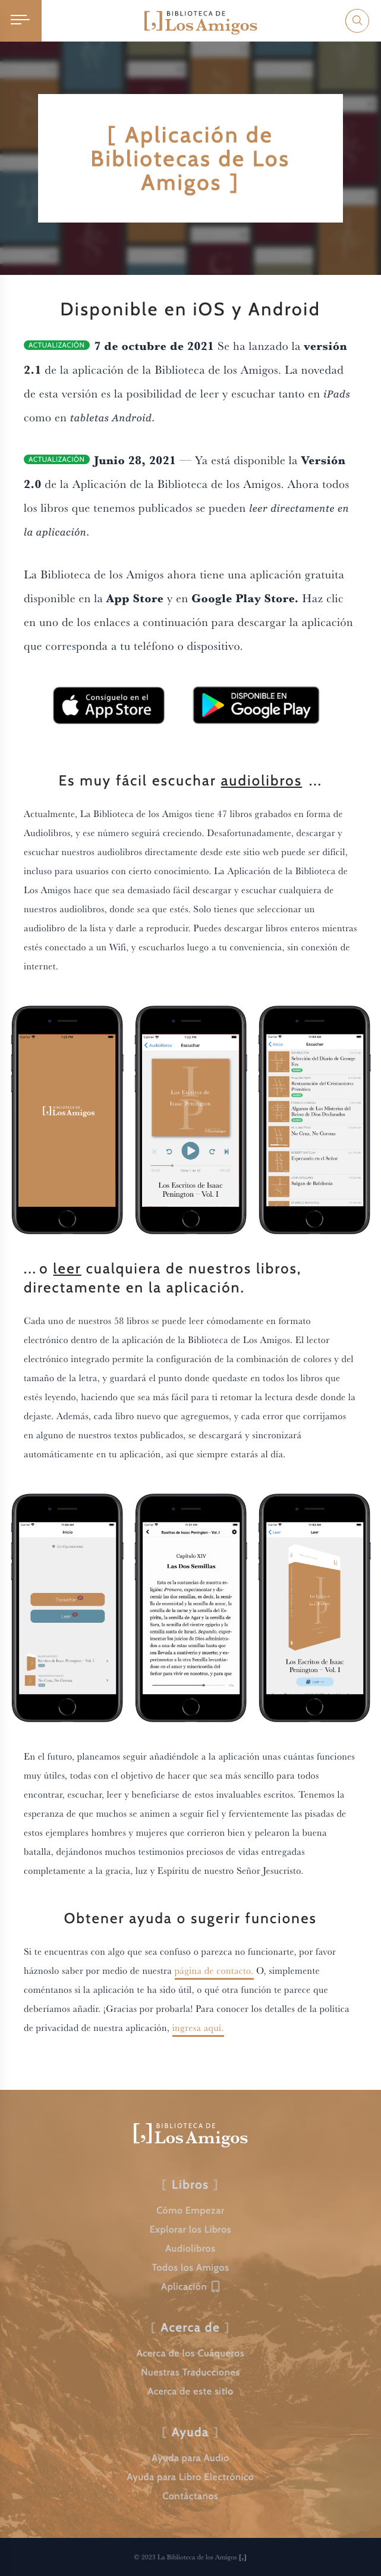 BIBLIOTECA DE
[,] Los Amigos
[ Aplicación de
Bibliotecas de Los
Amigos ]
Disponible en iOS y Android
ACTUALIZACIÓN 7 de octubre de 2021 Se ha lanzado la versión
2.1 de la aplicación de la Biblioteca de los Amigos. La novedad
de esta versión es la posibilidad de leer y escuchar tanto en iPads
como en tabletas Android.
ACTUALIZACIÓN Junio 28, 2021 — Ya está disponible la Versión
2.0 de la Aplicación de la Biblioteca de los Amigos. Ahora todos
los libros que tenemos publicados se pueden leer directamente en
la aplicación.
La Biblioteca de los Amigos ahora tiene una aplicación gratuita
disponible en la App Store y en Google Play Store. Haz clic
en uno de los enlaces a continuación para descargar la aplicación
que corresponda a tu teléfono o dispositivo.
Consíguelo en el
App Store
DISPONIBLE EN
Google Play
Es muy fácil escuchar audiolibros ...
Actualmente, La Biblioteca de los Amigos tiene 47 libros grabados en forma de
Audiolibros, y ese número seguirá creciendo. Desafortunadamente, descargar y
escuchar nuestros audiolibros directamente desde este sitio web puede ser difícil,
incluso para usuarios con cierto conocimiento. La Aplicación de la Biblioteca de
Los Amigos hace que sea demasiado fácil descargar y escuchar cualquiera de
nuestros audiolibros, donde sea que estés. Solo tienes que seleccionar un
audiolibro de la lista y darle a reproducir. Puedes descargar libros enteros mientras
estés conectado a un Wifi, y escucharlos luego a tu conveniencia, sin conexión de
internet.
BIBLIOTECA DE
[,] Los Amigos
Audiolibros Escuchar
Los Escritos de
Isaac Penington
Los Escritos de Isaac
Penington — Vol. I
Inicio Escuchar
Selección del Diario de George
Fox
Restauración del Cristianismo
Primitivo
Algunos de Los Misterios del
Reino de Dios Declarados
No Cruz, No Corona
Esperando en el Señor
Salgan de Babilonia
... o leer cualquiera de nuestros libros,
directamente en la aplicación.
Cada uno de nuestros 58 libros se puede leer cómodamente en formato
electrónico dentro de la aplicación de la Biblioteca de Los Amigos. El lector
electrónico integrado permite la configuración de la combinación de colores y del
tamaño de la letra, y guardará el punto donde quedaste en todos los libros que
estés leyendo, haciendo que sea más fácil para ti retomar la lectura desde donde la
dejaste. Además, cada libro nuevo que agreguemos, y cada error que corrijamos
en alguno de nuestros textos publicados, se descargará y sincronizará
automáticamente en tu aplicación, así que siempre estarás al día.
Inicio
Configuraciones
Escuchar
Leer
Escritos de Isaac Penington – Vol. I
No Cruz, No Corona
Escritos de Isaac Penington – Vol. I
Capítulo XIV
Las Dos Semillas
Leer Leer
Los Escritos de Isaac
Penington — Vol. I
Leer
En el futuro, planeamos seguir añadiéndole a la aplicación unas cuántas funciones
muy útiles, todas con el objetivo de hacer que sea más sencillo para todos
encontrar, escuchar, leer y beneficiarse de estos invaluables escritos. Tenemos la
esperanza de que muchos se animen a seguir fiel y fervientemente las pisadas de
estos ejemplares hombres y mujeres que corrieron bien y pelearon la buena
batalla, dejándonos muchos testimonios preciosos de vidas entregadas
completamente a la gracia, luz y Espíritu de nuestro Señor Jesucristo.
Obtener ayuda o sugerir funciones
Si te encuentras con algo que sea confuso o parezca no funcionarte, por favor
háznoslo saber por medio de nuestra página de contacto. O, simplemente
coméntanos si la aplicación te ha sido útil, o qué otra función te parece que
deberíamos añadir. ¡Gracias por probarla! Para conocer los detalles de la política
de privacidad de nuestra aplicación, ingresa aquí.
BIBLIOTECA DE
[,] Los Amigos
[ Libros ]
Cómo Empezar
Explorar los Libros
Audiolibros
Todos los Amigos
Aplicación
[ Acerca de ]
Acerca de los Cuáqueros
Nuestras Traducciones
Acerca de este sitio
[ Ayuda ]
Ayuda para Audio
Ayuda para Libro Electrónico
Contáctanos
© 2023 La Biblioteca de los Amigos [,]